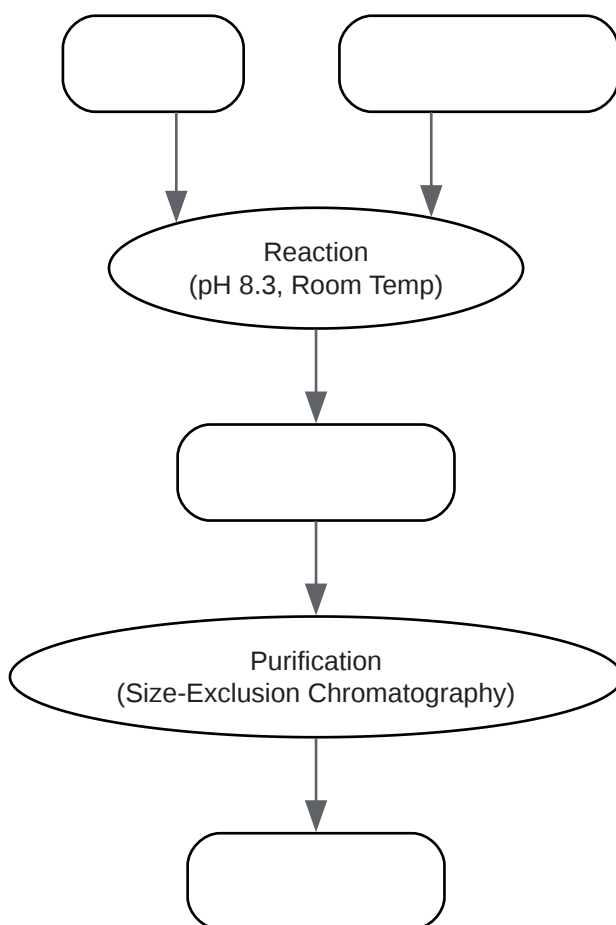 Reaction
(pH 8.3, Room Temp)
Purification
(Size-Exclusion Chromatography)